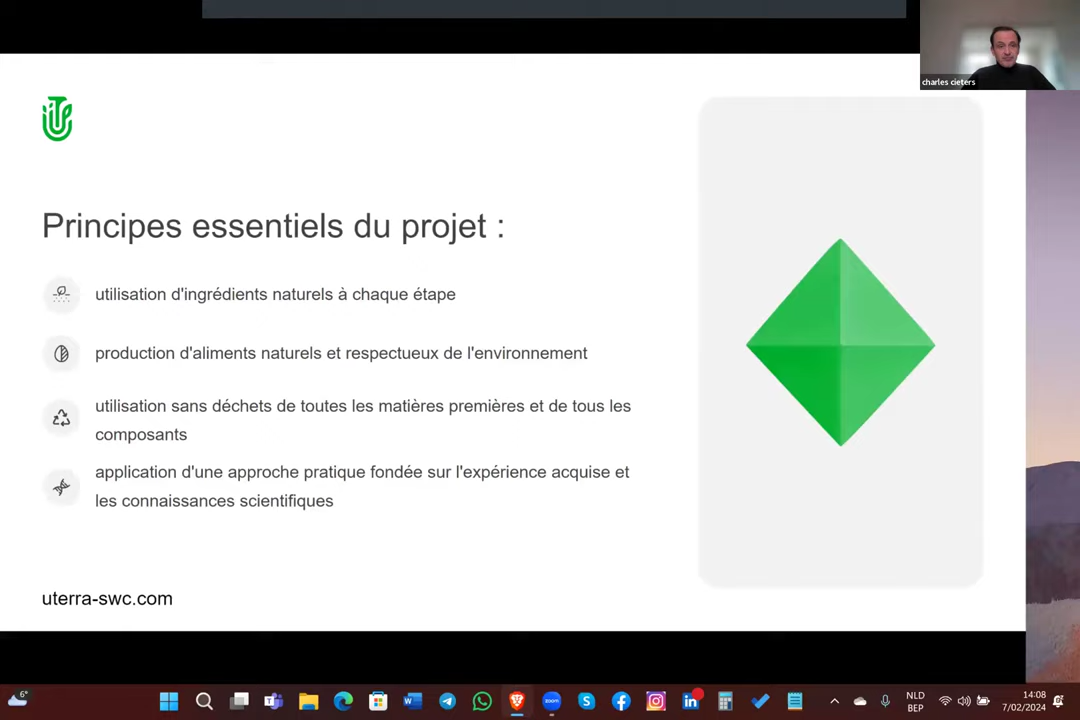 charles cieters
Principes essentiels du projet :
utilisation d'ingrédients naturels à chaque étape
production d'aliments naturels et respectueux de l'environnement
utilisation sans déchets de toutes les matières premières et de tous les
composants
application d'une approche pratique fondée sur l'expérience acquise et
les connaissances scientifiques
uterra-swc.com
6°
zoom
NLD
BEP
14:08
7/02/2024